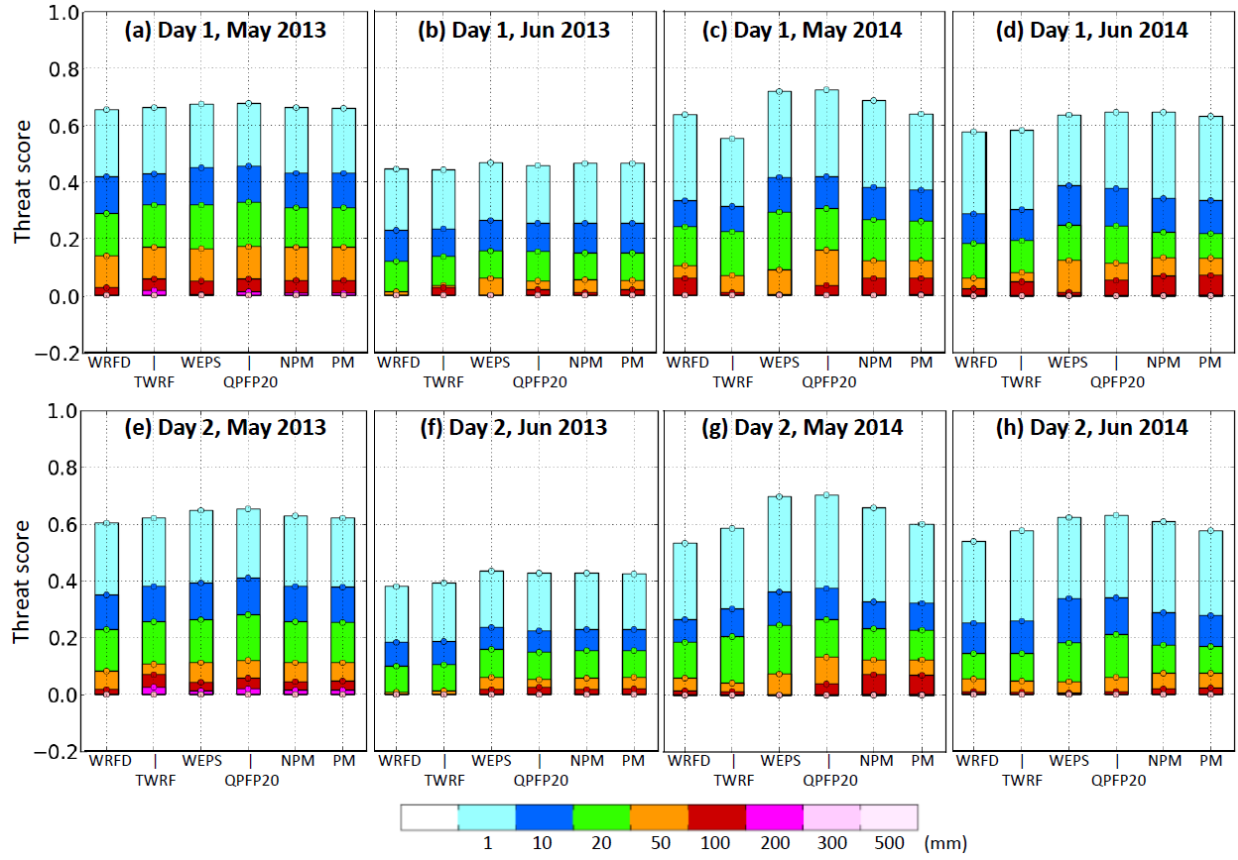 (a) Day 1, May 2013
(b) Day 1, Jun 2013
(c) Day 1, May 2014
(d) Day 1, Jun 2014
Threat score
1.0
0.8
0.6
0.4
0.2
0.0
−0.2
WRFD | WEPS | NPM PM
TWRF QPFP20
WRFD | WEPS | NPM PM
TWRF QPFP20
WRFD | WEPS | NPM PM
TWRF QPFP20
WRFD | WEPS | NPM PM
TWRF QPFP20
(e) Day 2, May 2013
(f) Day 2, Jun 2013
(g) Day 2, May 2014
(h) Day 2, Jun 2014
Threat score
1.0
0.8
0.6
0.4
0.2
0.0
−0.2
WRFD | WEPS | NPM PM
TWRF QPFP20
WRFD | WEPS | NPM PM
TWRF QPFP20
WRFD | WEPS | NPM PM
TWRF QPFP20
WRFD | WEPS | NPM PM
TWRF QPFP20
1 10 20 50 100 200 300 500 (mm)